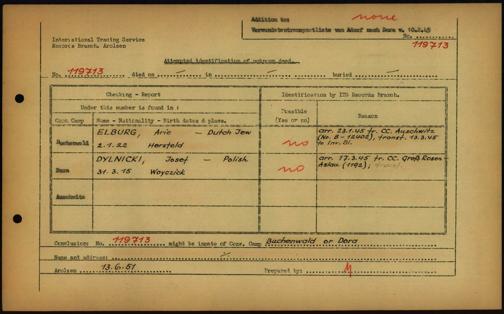 Addition to: none
Vermisstentransportliste von Adorf nach Dora v. 10.2.45
No. 119713
International Tracing Service
Records Branch, Arolsen
Attempted identification of unknown dead.
No. 119713 died on — in — buried —
Checking - Report
Identification by ITS Records Branch.
Under this number is found in :
Possible
(Yes or no)
Reason
Conc. Camp
Name - Nationality - Birth dates & place.
Buchenwald
ELBURG, Arie — Dutch Jew
2.1.22 Hersfeld
no
arr. 23.1.45 fr. CC. Auschwitz
(No. B - 12402), transf. 13.3.45
to Inv. Bl.
Dora
DYLNICKI, Josef — Polish.
31.3.15 Woyczick
no
arr. 17.3.45 fr. CC. Groß Rosen
(1192),
Auschwitz
Conclusion: No. 119713 might be inmate of Conc. Camp Buchenwald or Dora
Name and address:
Arolsen 13.6.51
Prepared by: